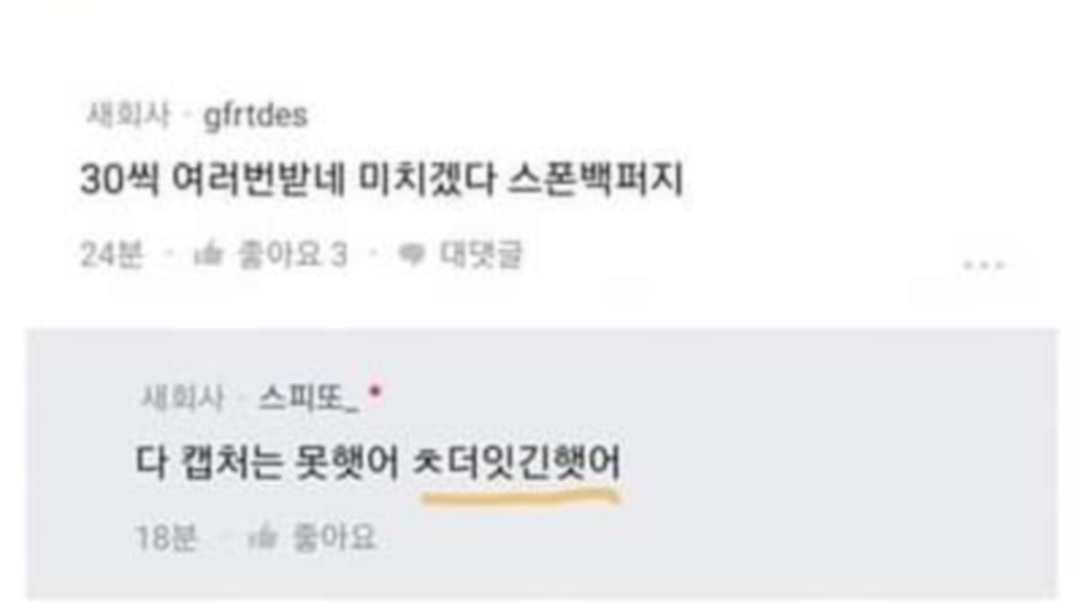 새회사 · gfrtdes
30씩 여러번받네 미치겠다 스폰백퍼지
24분 · 좋아요 3 · 대댓글
새회사 · 스피또_
다 캡처는 못햇어 ㅊ더잇긴햇어
18분 · 좋아요